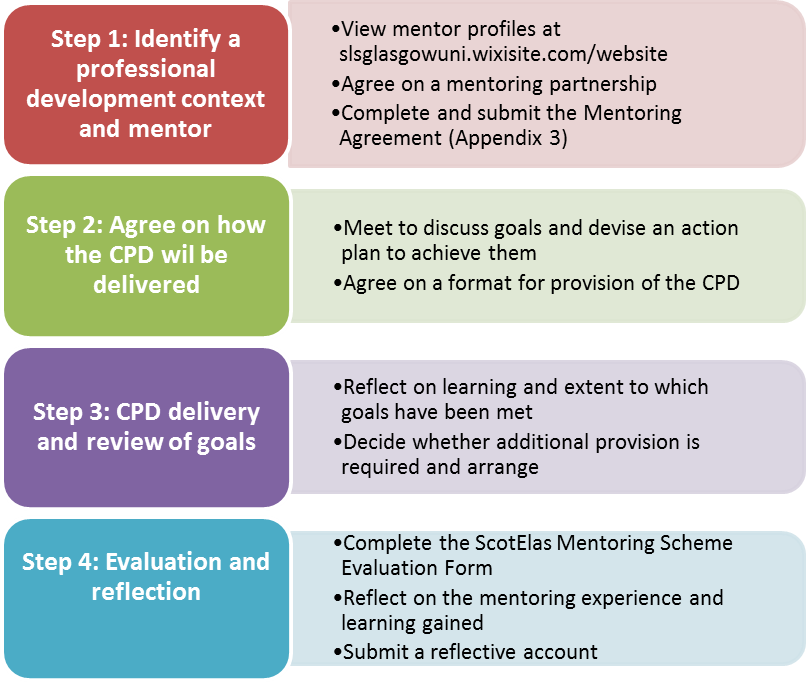 Step 1: Identify a
professional
development context
and mentor
•View mentor profiles at
slsglasgowuni.wixisite.com/website
•Agree on a mentoring partnership
•Complete and submit the Mentoring
Agreement (Appendix 3)
Step 2: Agree on how
the CPD wil be
delivered
•Meet to discuss goals and devise an action
plan to achieve them
•Agree on a format for provision of the CPD
Step 3: CPD delivery
and review of goals
•Reflect on learning and extent to which
goals have been met
•Decide whether additional provision is
required and arrange
Step 4: Evaluation and
reflection
•Complete the ScotElas Mentoring Scheme
Evaluation Form
•Reflect on the mentoring experience and
learning gained
•Submit a reflective account